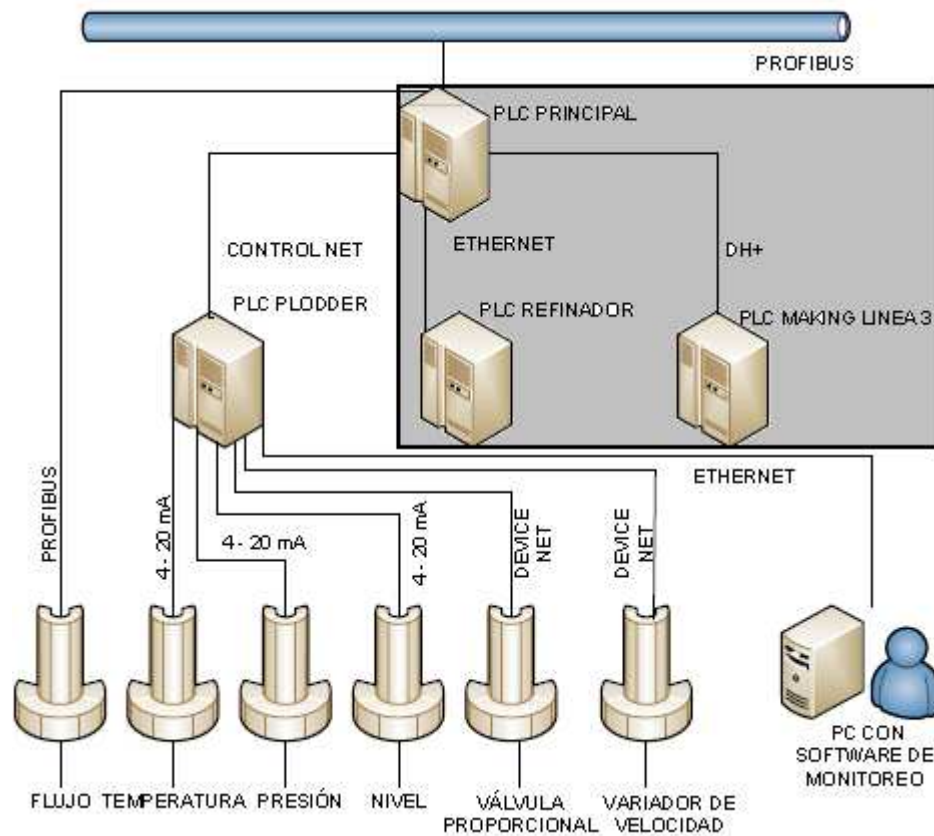 PROFIBUS
PLC PRINCIPAL
CONTROL NET
ETHERNET
DH+
PLC PLODDER
PLC REFINADOR
PLC MAKING LINEA 3
ETHERNET
PROFIBUS
4 - 20 mA
4 - 20 mA
4 - 20 mA
DEVICE
NET
DEVICE
NET
FLUJO
TEMPERATURA
PRESIÓN
NIVEL
VÁLVULA
PROPORCIONAL
VARIADOR DE
VELOCIDAD
PC CON
SOFTWARE DE
MONITOREO